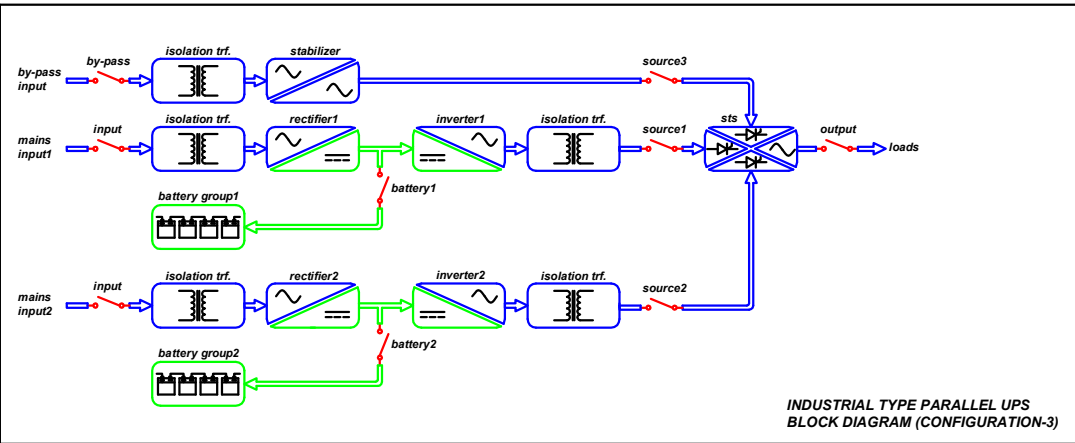 isolation trf.
stabilizer
by-pass
source3
by-pass
input
isolation trf.
rectifier1
inverter1
isolation trf.
sts
input
source1
output
mains
input1
loads
battery1
battery group1
isolation trf.
rectifier2
inverter2
isolation trf.
input
source2
mains
input2
battery2
battery group2
INDUSTRIAL TYPE PARALLEL UPS
BLOCK DIAGRAM (CONFIGURATION-3)